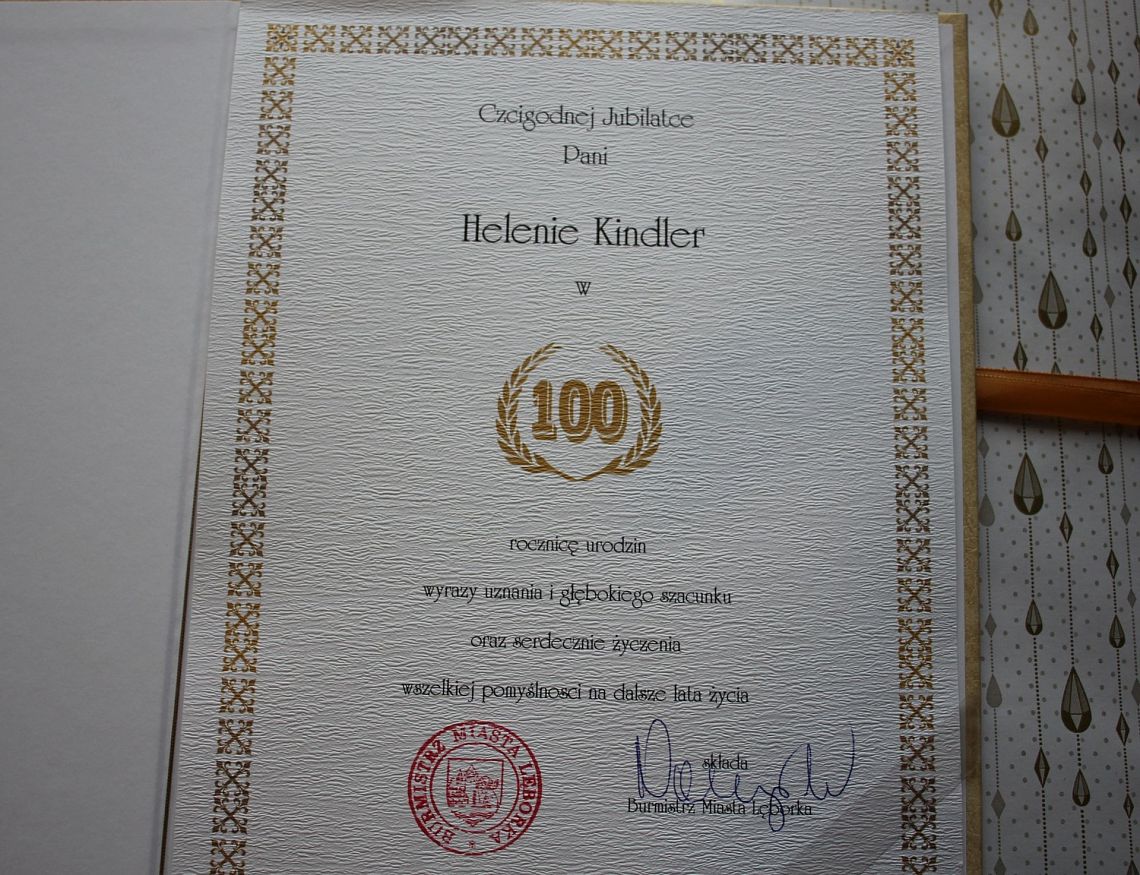 Czcigodnej Jubilatce
Pani
Helenie Kindler
w
100
rocznicę urodzin
wyrazy uznania i głębokiego szacunku
oraz serdecznie życzenia
wszelkiej pomyślnosci na dalsze lata życia
BURMISTRZ MIASTA LĘBORKA
składa
Burmistrz Miasta Lęborka